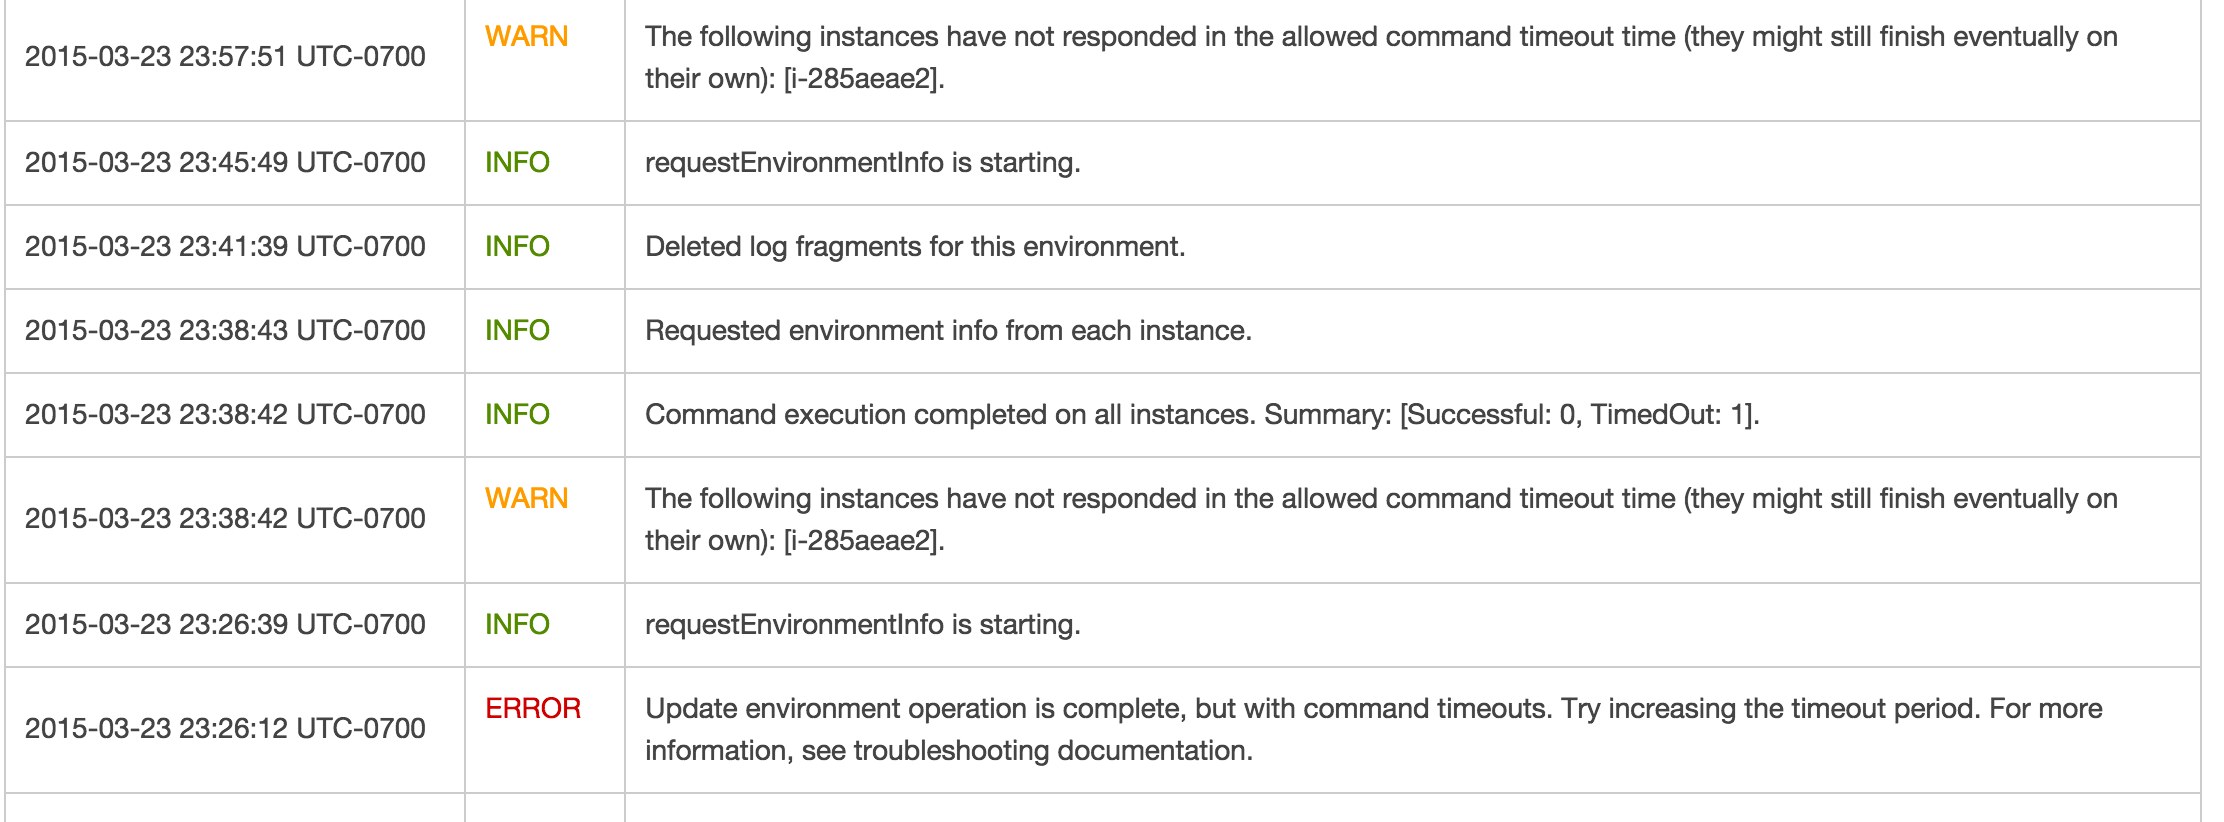 2015-03-23 23:57:51 UTC-0700 WARN The following instances have not responded in the allowed command timeout time (they might still finish eventually on
their own): [i-285aeae2].
2015-03-23 23:45:49 UTC-0700 INFO requestEnvironmentInfo is starting.
2015-03-23 23:41:39 UTC-0700 INFO Deleted log fragments for this environment.
2015-03-23 23:38:43 UTC-0700 INFO Requested environment info from each instance.
2015-03-23 23:38:42 UTC-0700 INFO Command execution completed on all instances. Summary: [Successful: 0, TimedOut: 1].
2015-03-23 23:38:42 UTC-0700 WARN The following instances have not responded in the allowed command timeout time (they might still finish eventually on
their own): [i-285aeae2].
2015-03-23 23:26:39 UTC-0700 INFO requestEnvironmentInfo is starting.
2015-03-23 23:26:12 UTC-0700 ERROR Update environment operation is complete, but with command timeouts. Try increasing the timeout period. For more
information, see troubleshooting documentation.